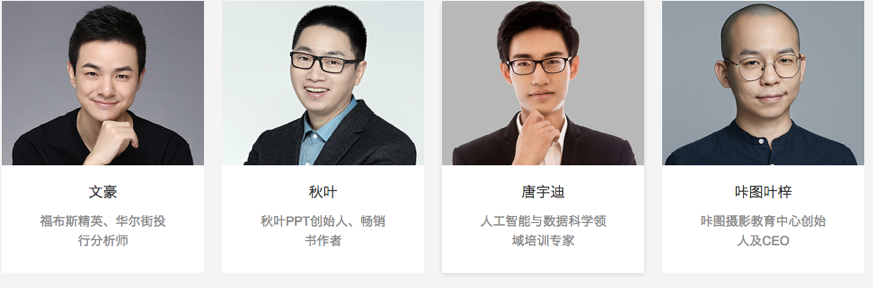 文豪
福布斯精英、华尔街投
行分析师
秋叶
秋叶PPT创始人、畅销
书作者
唐宇迪
人工智能与数据科学领
域培训专家
咔图叶梓
咔图摄影教育中心创始
人及CEO